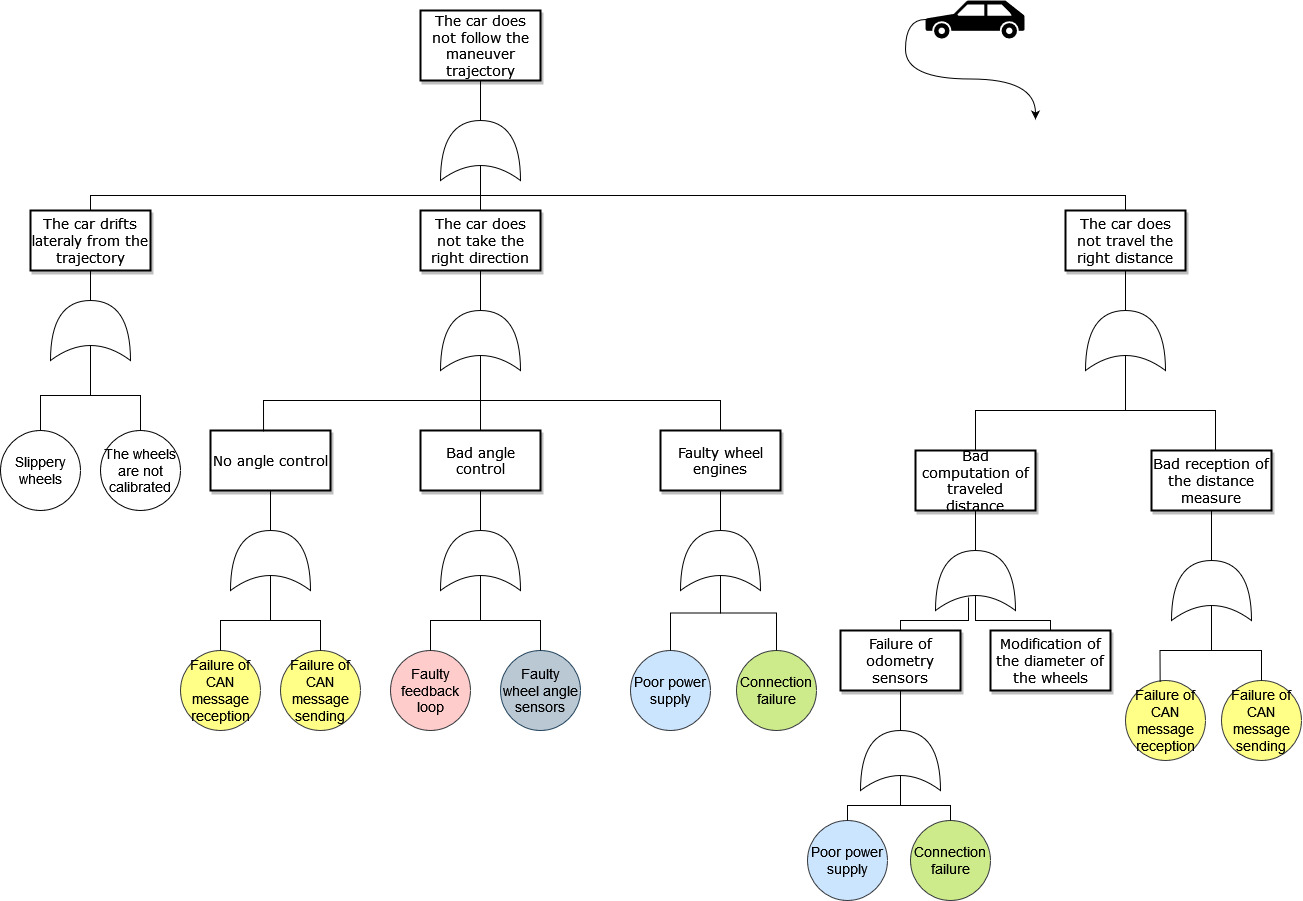 The car does
not follow the
maneuver
trajectory
The car drifts
lateraly from the
trajectory
The car does
not take the
right direction
The car does
not travel the
right distance
Slippery
wheels
The wheels
are not
calibrated
No angle control
Bad angle
control
Faulty wheel
engines
Bad
computation of
traveled
distance
Bad reception of
the distance
measure
Failure of
CAN
message
reception
Failure of
CAN
message
sending
Faulty
feedback
loop
Faulty
wheel angle
sensors
Poor power
supply
Connection
failure
Failure of
odometry
sensors
Modification of
the diameter of
the wheels
Failure of
CAN
message
reception
Failure of
CAN
message
sending
Poor power
supply
Connection
failure